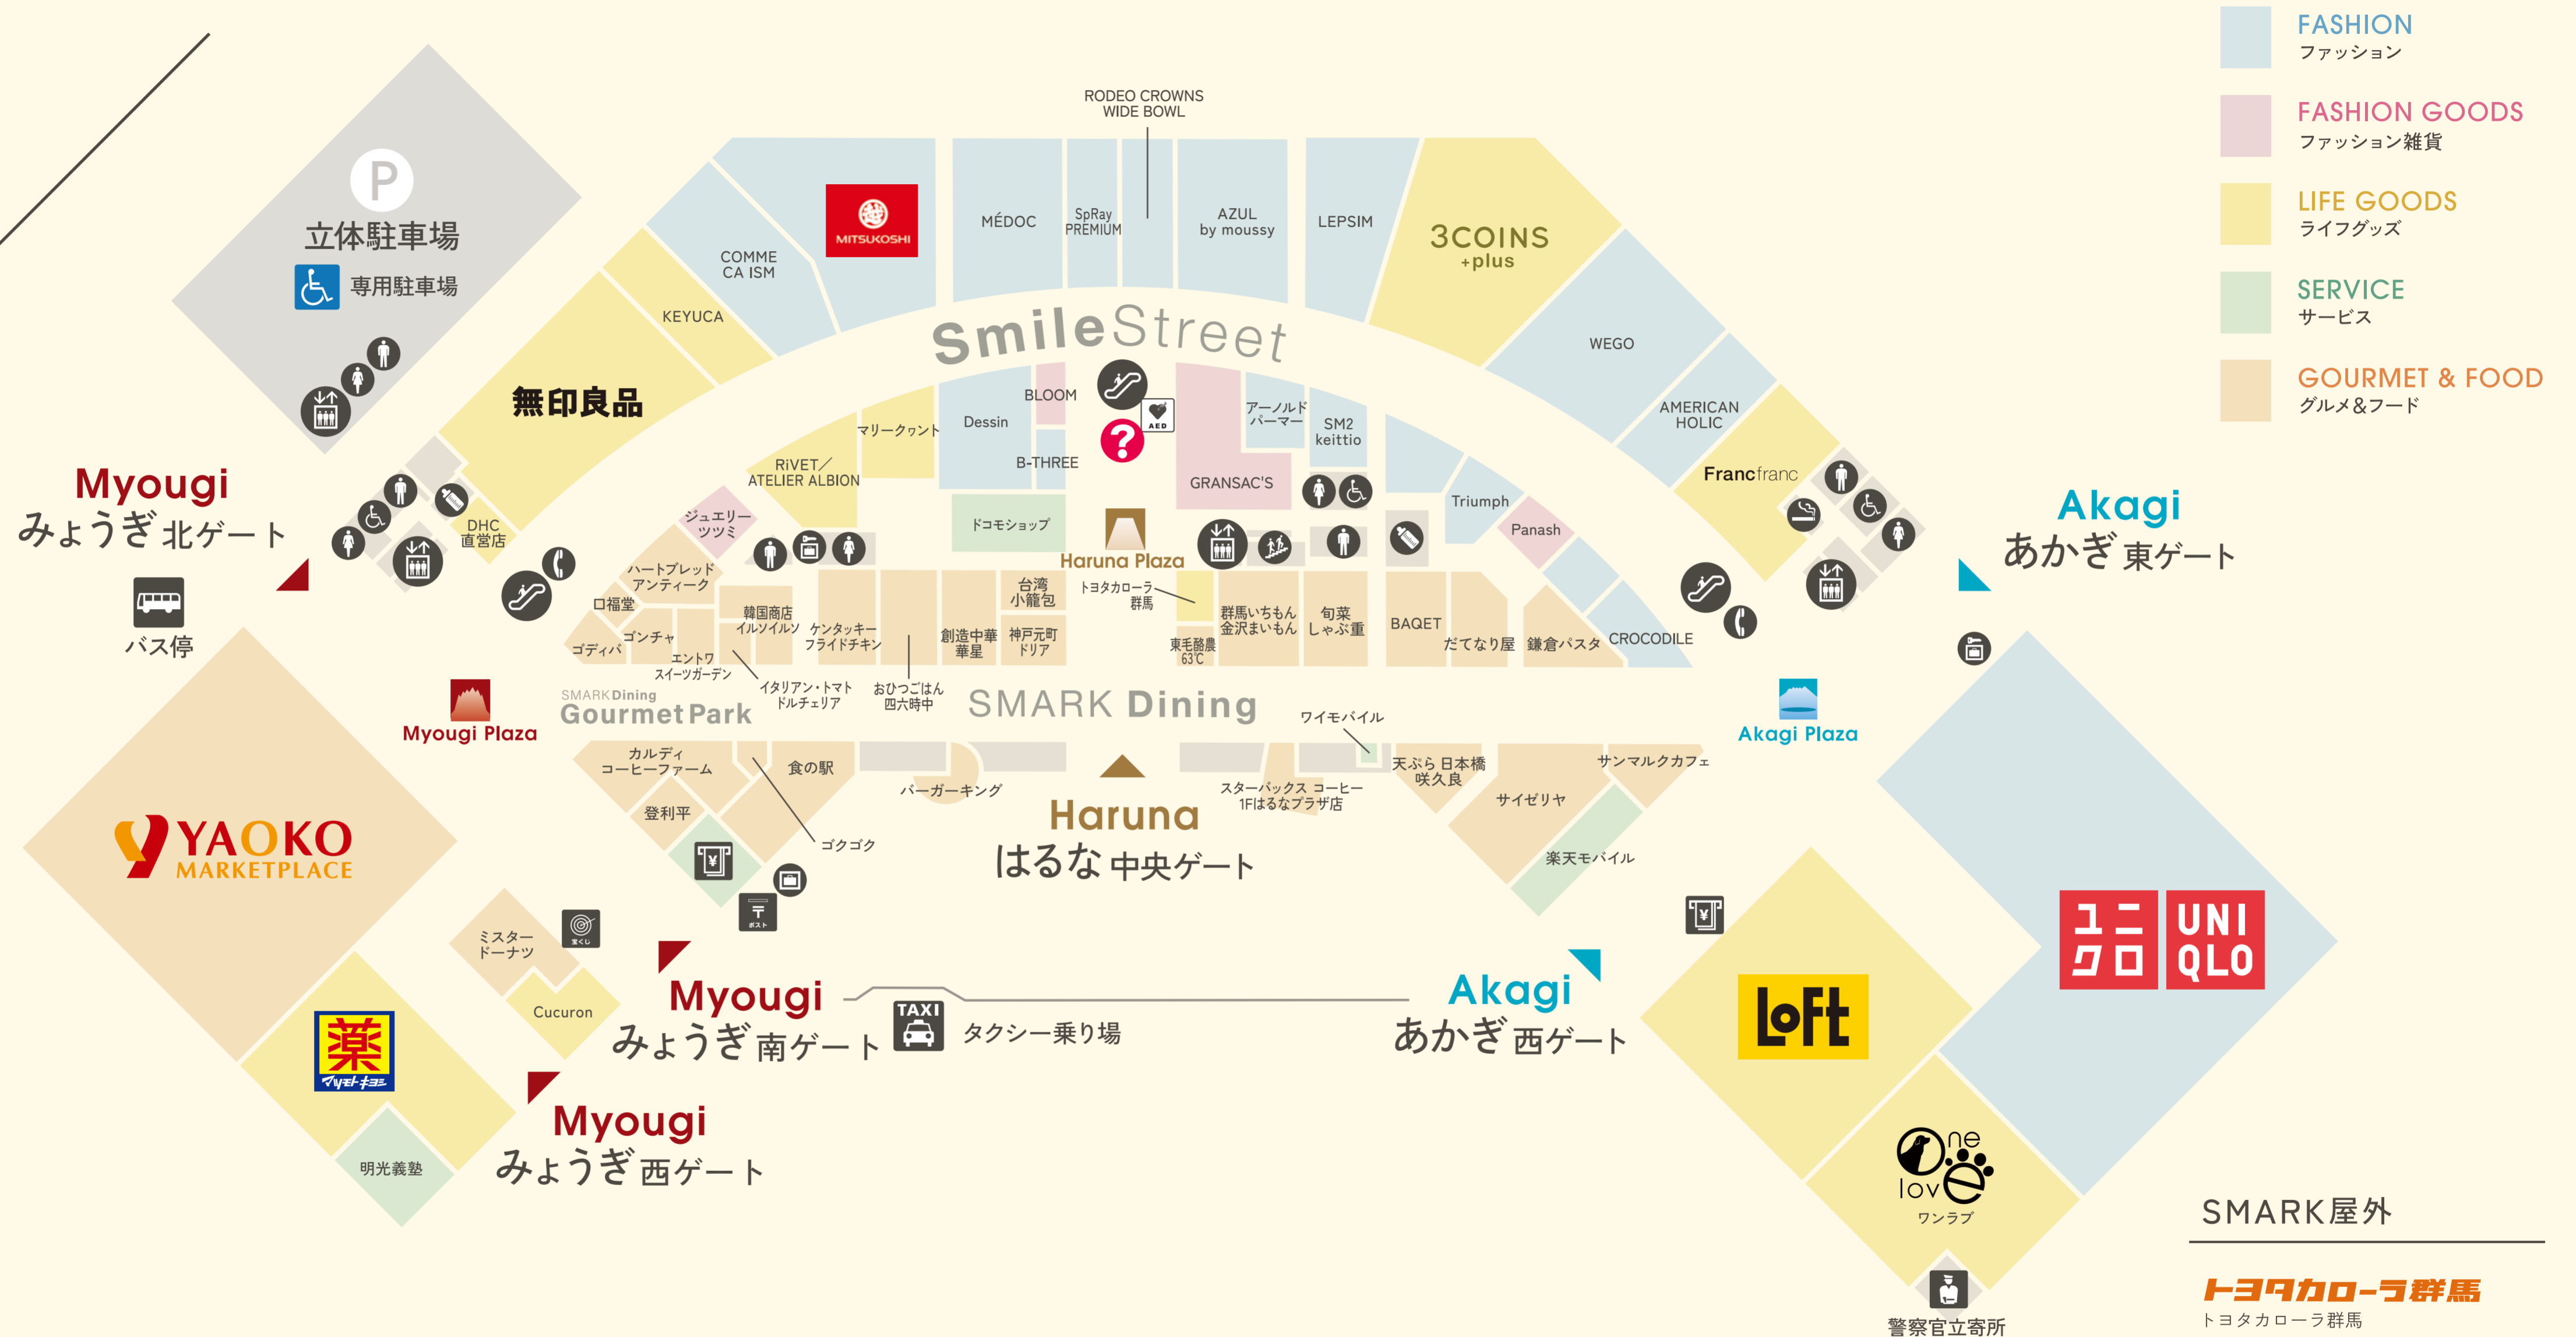 FASHION
ファッション
FASHION GOODS
ファッション雑貨
LIFE GOODS
ライフグッズ
SERVICE
サービス
GOURMET & FOOD
グルメ&フード
P
立体駐車場
専用駐車場
RODEO CROWNS
WIDE BOWL
MITSUKOSHI
MÉDOC
SpRay
PREMIUM
AZUL
by moussy
LEPSIM
3COINS
+plus
COMME
CA ISM
KEYUCA
無印良品
WEGO
AMERICAN
HOLIC
Francfranc
SmileStreet
BLOOM
Dessin
B-THREE
マリークヮント
RiVET/
ATELIER ALBION
ジュエリー
ツツミ
ドコモショップ
AED
?
Haruna Plaza
GRANSAC'S
アーノルド
パーマー
SM2
keittio
Triumph
Panash
CROCODILE
Myougi
みょうぎ 北ゲート
バス停
DHC
直営店
Akagi
あかぎ 東ゲート
ハートブレッド
アンティーク
口福堂
ゴディバ
ゴンチャ
エントワ
スイーツガーデン
韓国商店
イルソイルソ
イタリアン・トマト
ドルチェリア
ケンタッキー
フライドチキン
おひつごはん
四六時中
創造中華
華星
台湾
小籠包
神戸元町
ドリア
トヨタカローラ
群馬
東毛酪農
63℃
群馬いちもん
金沢まいもん
旬菜
しゃぶ重
BAQET
だてなり屋
鎌倉パスタ
Myougi Plaza
SMARK Dining
Gourmet Park
SMARK Dining
Akagi Plaza
カルディ
コーヒーファーム
食の駅
登利平
ゴクゴク
バーガーキング
Haruna
はるな 中央ゲート
スターバックス コーヒー
1Fはるなプラザ店
ワイモバイル
天ぷら 日本橋
咲久良
サイゼリヤ
サンマルクカフェ
楽天モバイル
YAOKO
MARKETPLACE
¥
〒
ポスト
ミスター
ドーナツ
宝くじ
Cucuron
薬
マツモトキヨシ
明光義塾
Myougi
みょうぎ 南ゲート
TAXI
タクシー乗り場
Myougi
みょうぎ 西ゲート
Akagi
あかぎ 西ゲート
¥
LOFT
ユニクロ
UNIQLO
One
love
ワンラブ
警察官立寄所
SMARK屋外
トヨタカローラ群馬
トヨタカローラ群馬